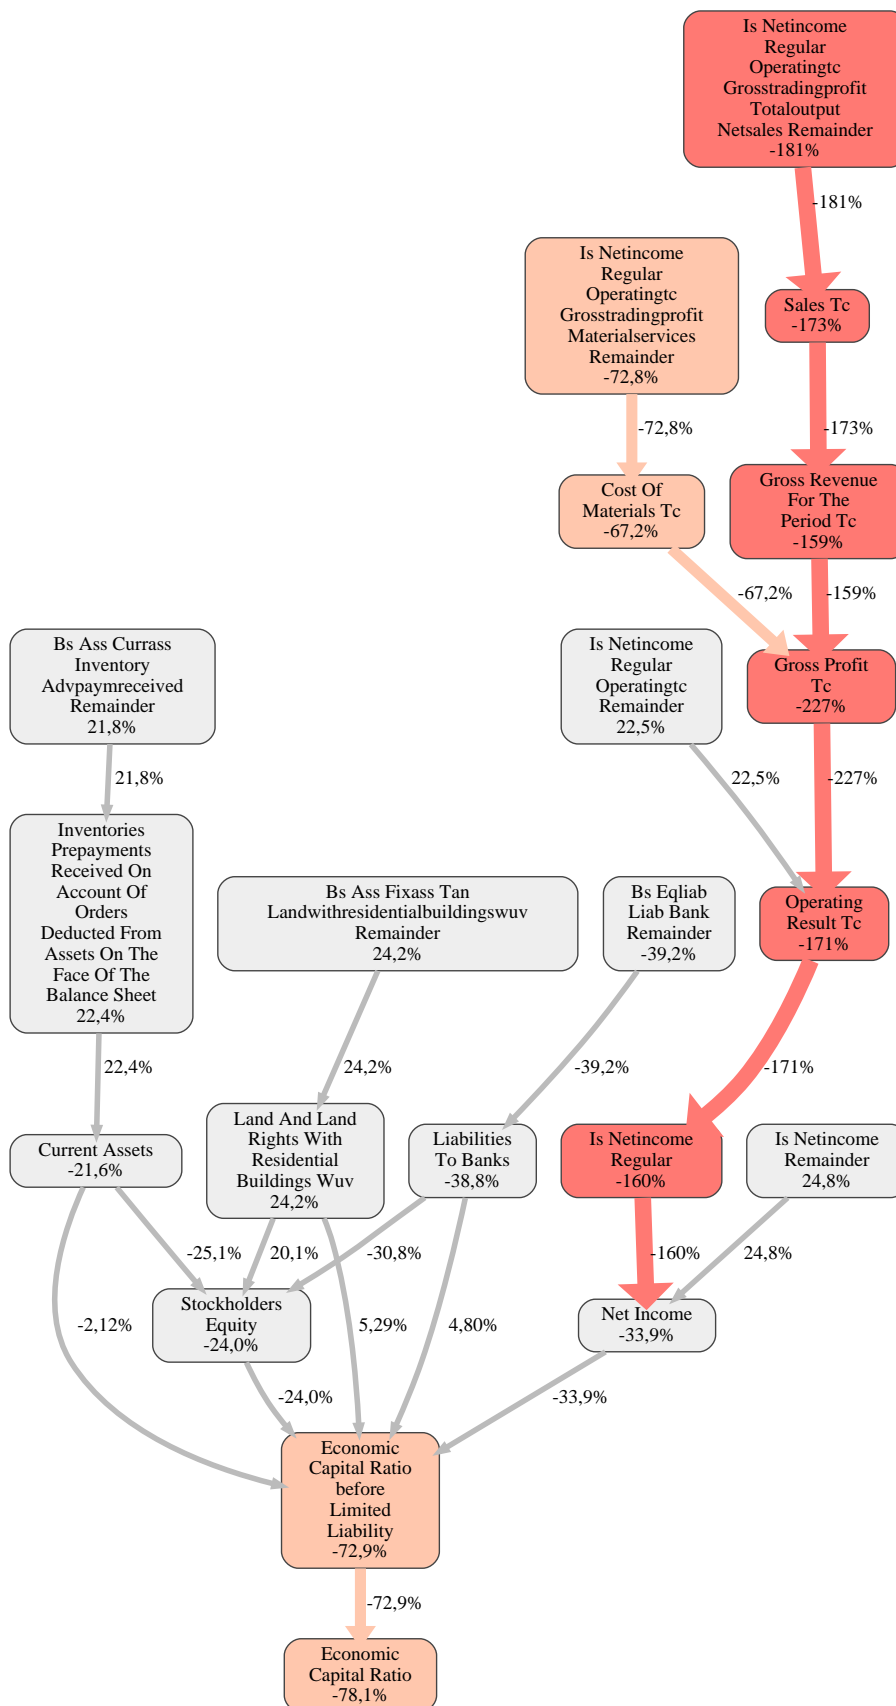 Is Netincome
Regular
Operatingtc
Grosstradingprofit
Totaloutput
Netsales Remainder
-181%
-181%
Is Netincome
Regular
Operatingtc
Grosstradingprofit
Materialservices
Remainder
-72,8%
Sales Tc
-173%
-72,8%
-173%
Cost Of
Materials Tc
-67,2%
Gross Revenue
For The
Period Tc
-159%
-67,2%
-159%
Bs Ass Currass
Inventory
Advpaymreceived
Remainder
21,8%
Is Netincome
Regular
Operatingtc
Remainder
22,5%
Gross Profit
Tc
-227%
21,8%
22,5%
-227%
Inventories
Prepayments
Received On
Account Of
Orders
Deducted From
Assets On The
Face Of The
Balance Sheet
22,4%
Bs Ass Fixass Tan
Landwithresidentialbuildingswuv
Remainder
24,2%
Bs Eqliab
Liab Bank
Remainder
-39,2%
Operating
Result Tc
-171%
22,4%
24,2%
-39,2%
-171%
Current Assets
-21,6%
Land And Land
Rights With
Residential
Buildings Wuv
24,2%
Liabilities
To Banks
-38,8%
Is Netincome
Regular
-160%
Is Netincome
Remainder
24,8%
-25,1%
20,1%
-30,8%
-160%
24,8%
Stockholders
Equity
-24,0%
Net Income
-33,9%
-2,12%
5,29%
4,80%
-24,0%
-33,9%
Economic
Capital Ratio
before
Limited
Liability
-72,9%
-72,9%
Economic
Capital Ratio
-78,1%